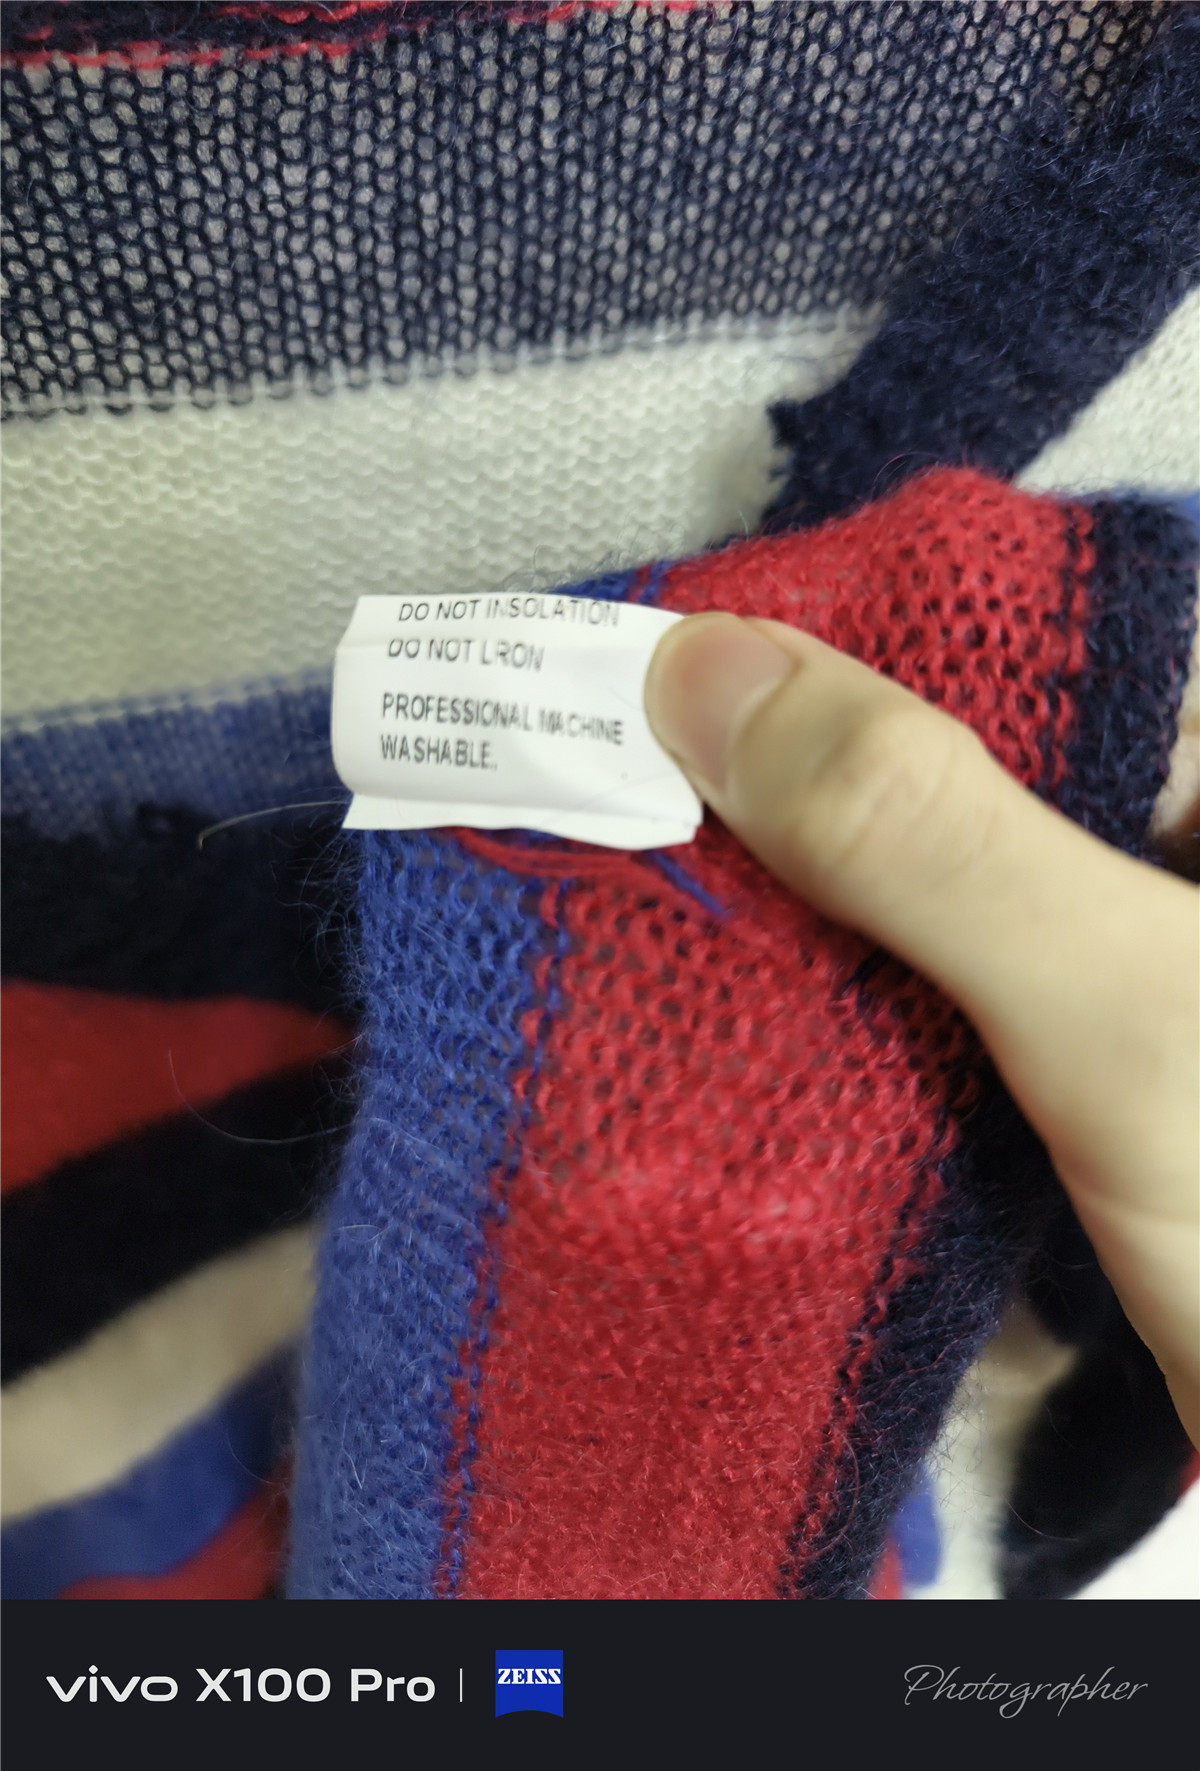 DO NOT INSOLATION
DO NOT LRON
PROFESSIONAL MACHINE
WASHABLE.
vivo X100 Pro | ZEISS
Photographer